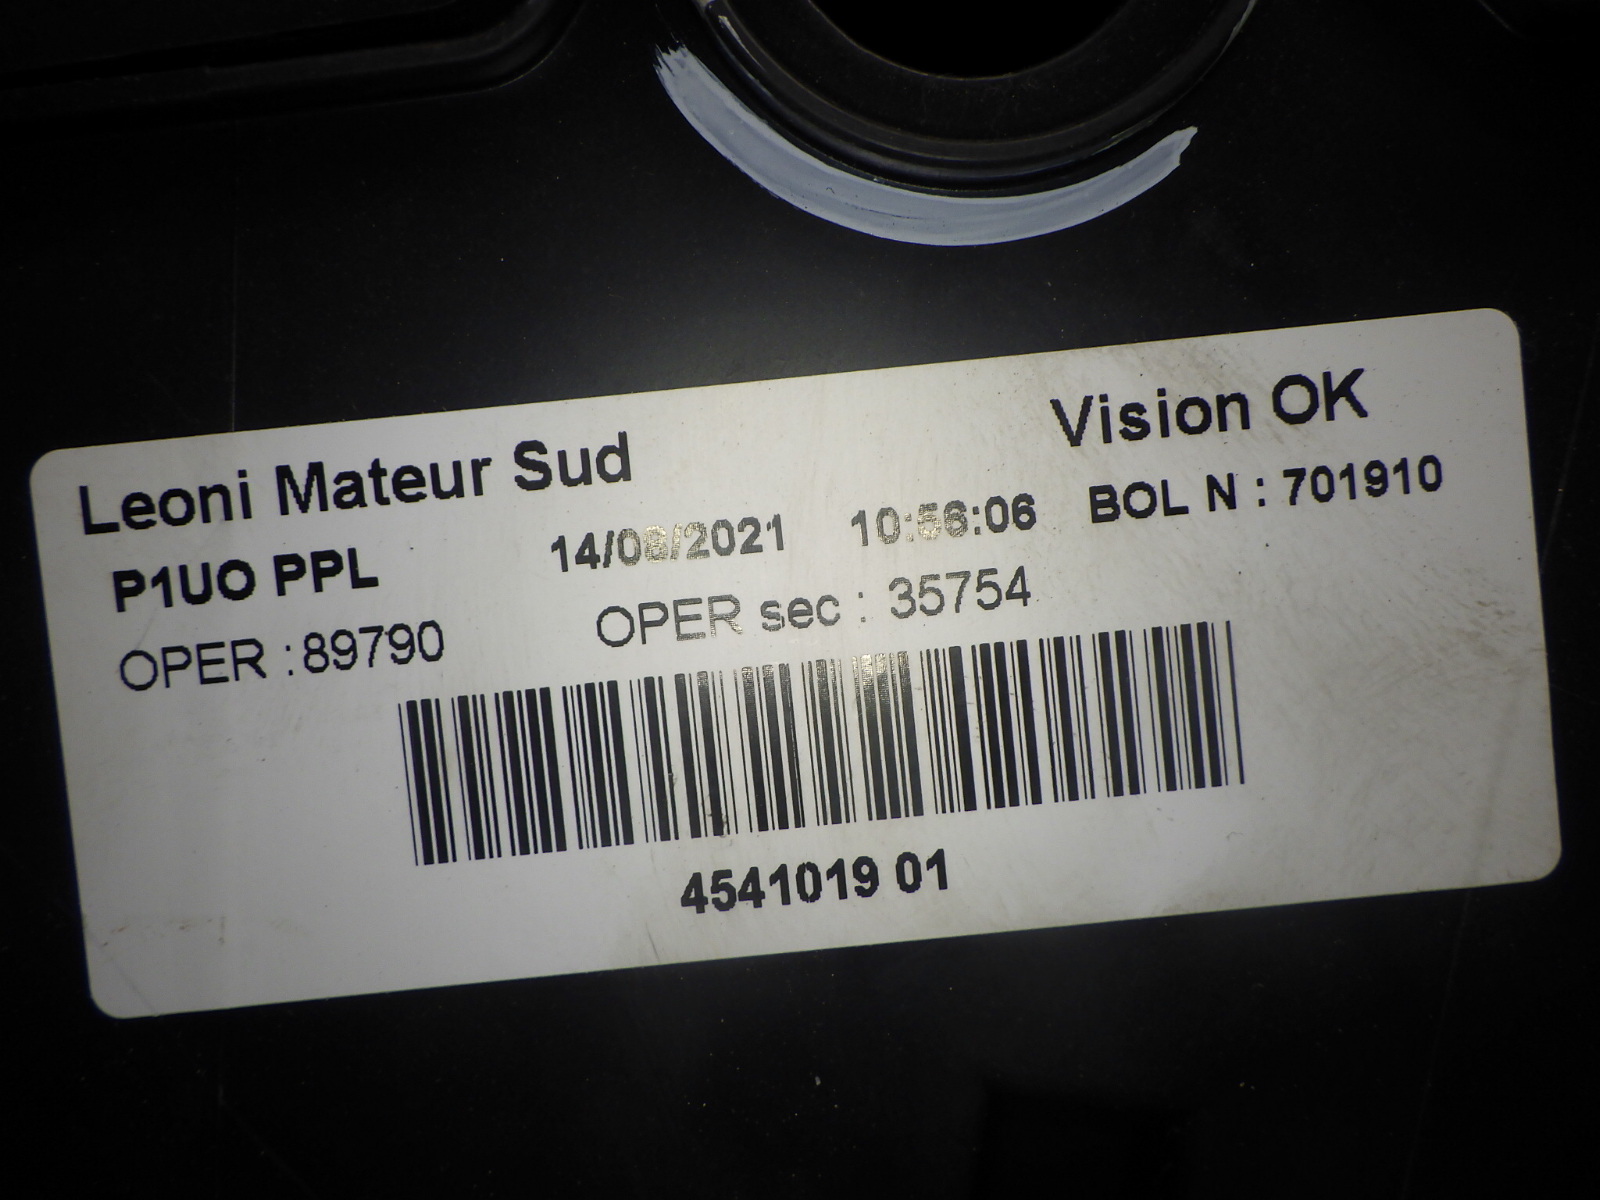 Leoni Mateur Sud Vision OK
P1UO PPL 14/08/2021 10:56:06 BOL N : 701910
OPER :89790 OPER sec : 35754
4541019 01